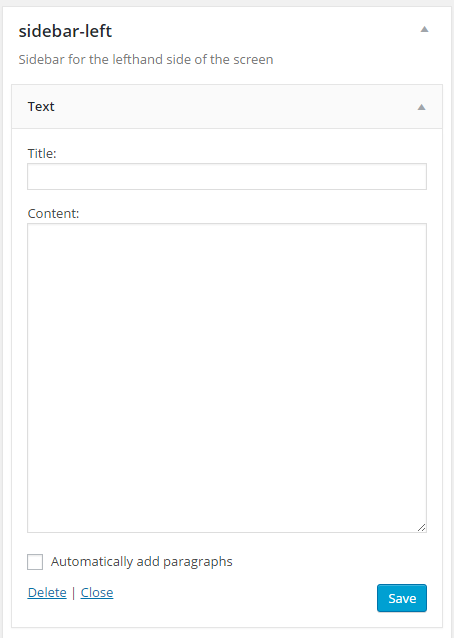 sidebar-left
Sidebar for the lefthand side of the screen
Text
Title:
Content:
Automatically add paragraphs
Delete | Close
Save